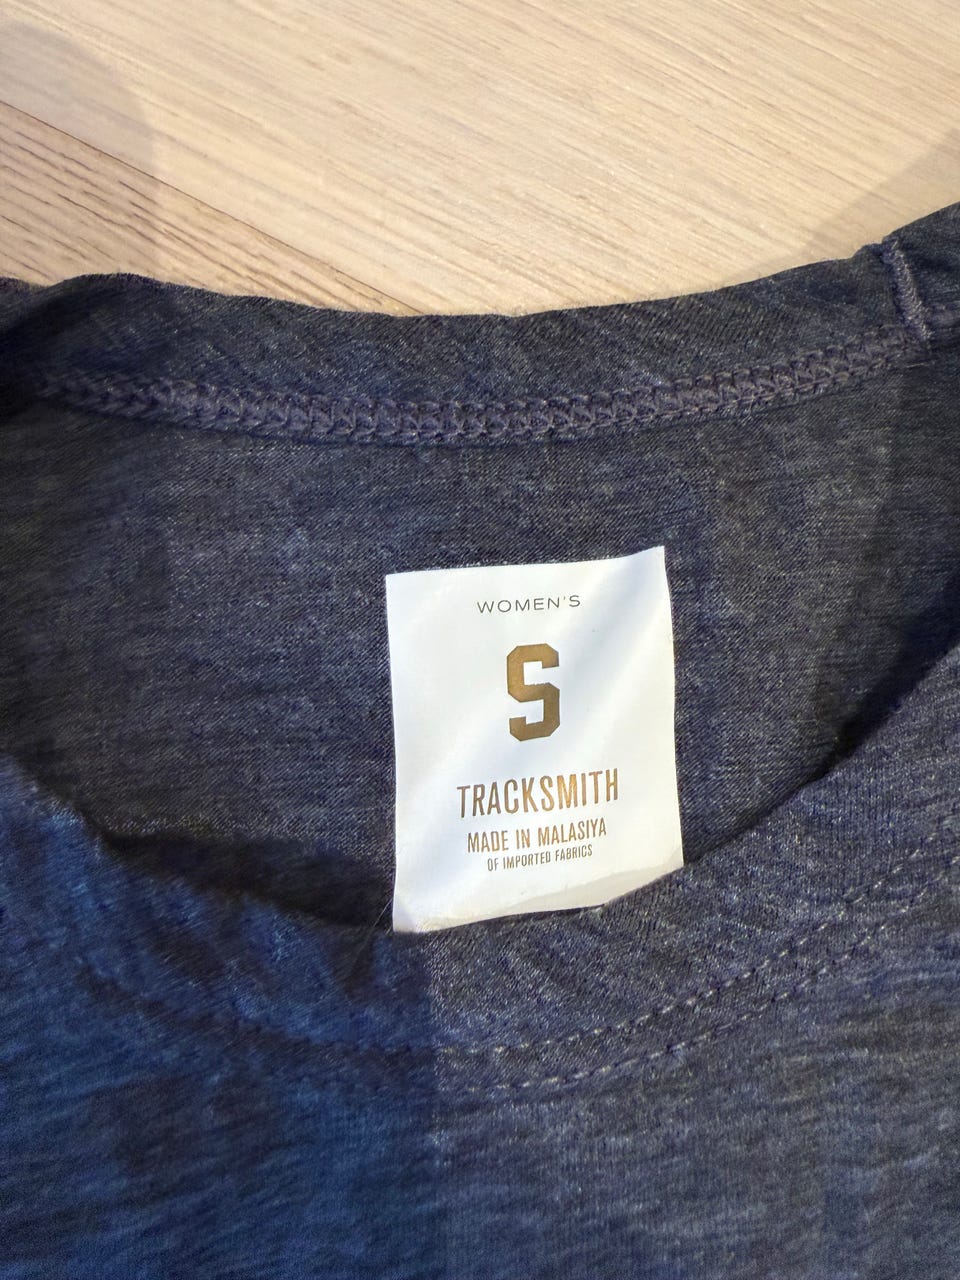 WOMEN'S
S
TRACKSMITH
MADE IN MALASIYA
OF IMPORTED FABRICS